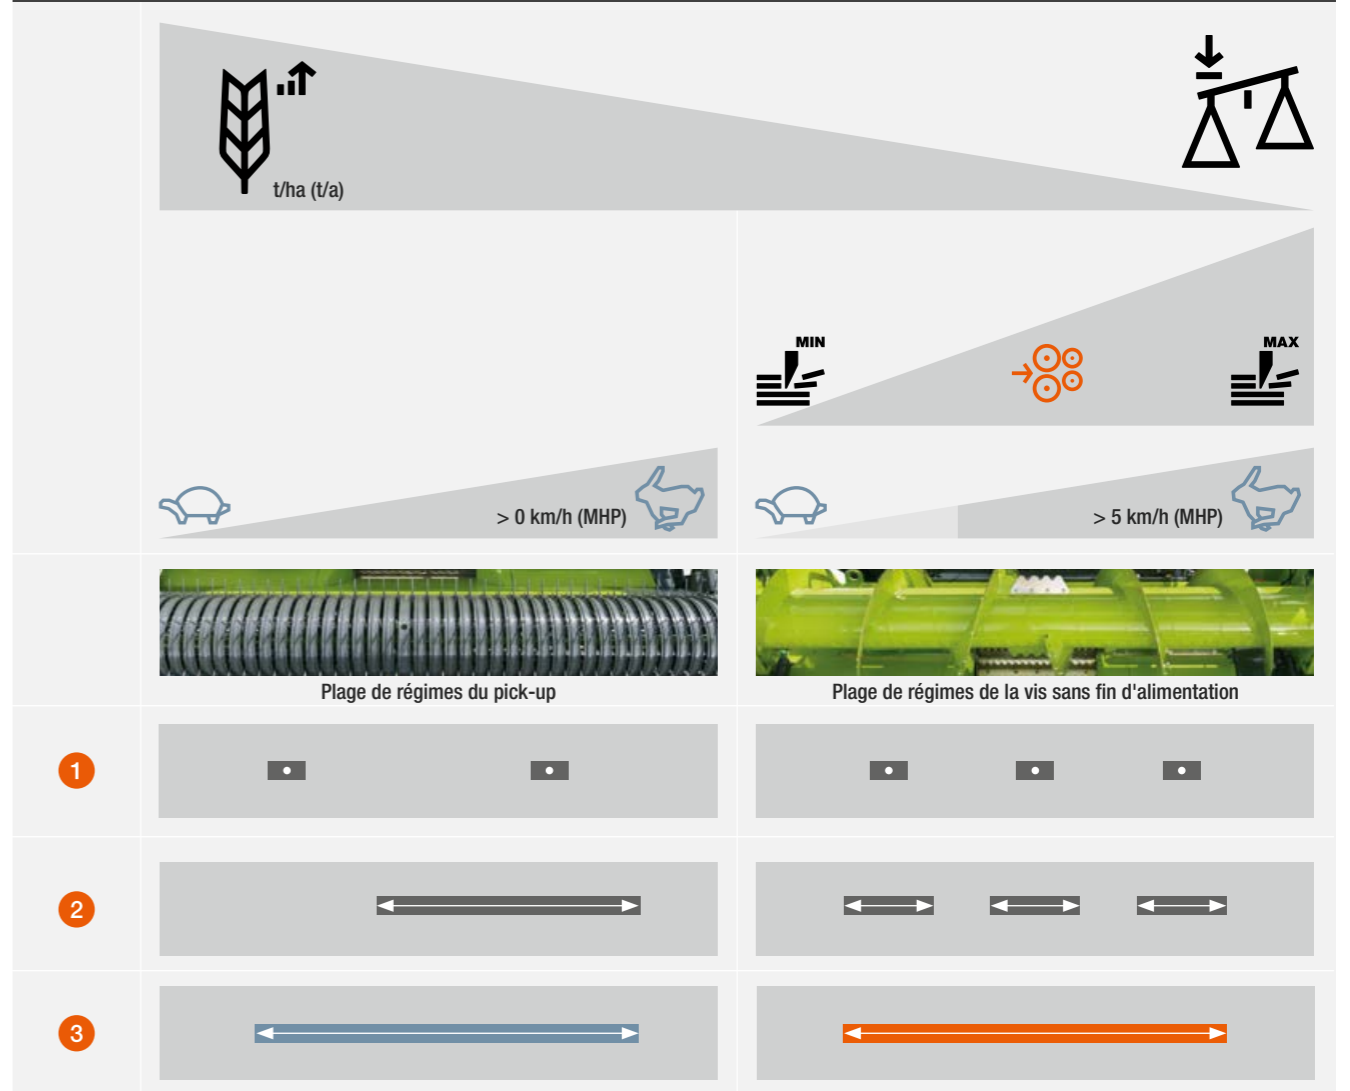 t/ha (t/a)
MIN
MAX
> 0 km/h (MHP)
> 5 km/h (MHP)
Plage de régimes du pick-up
Plage de régimes de la vis sans fin d'alimentation
1
2
3